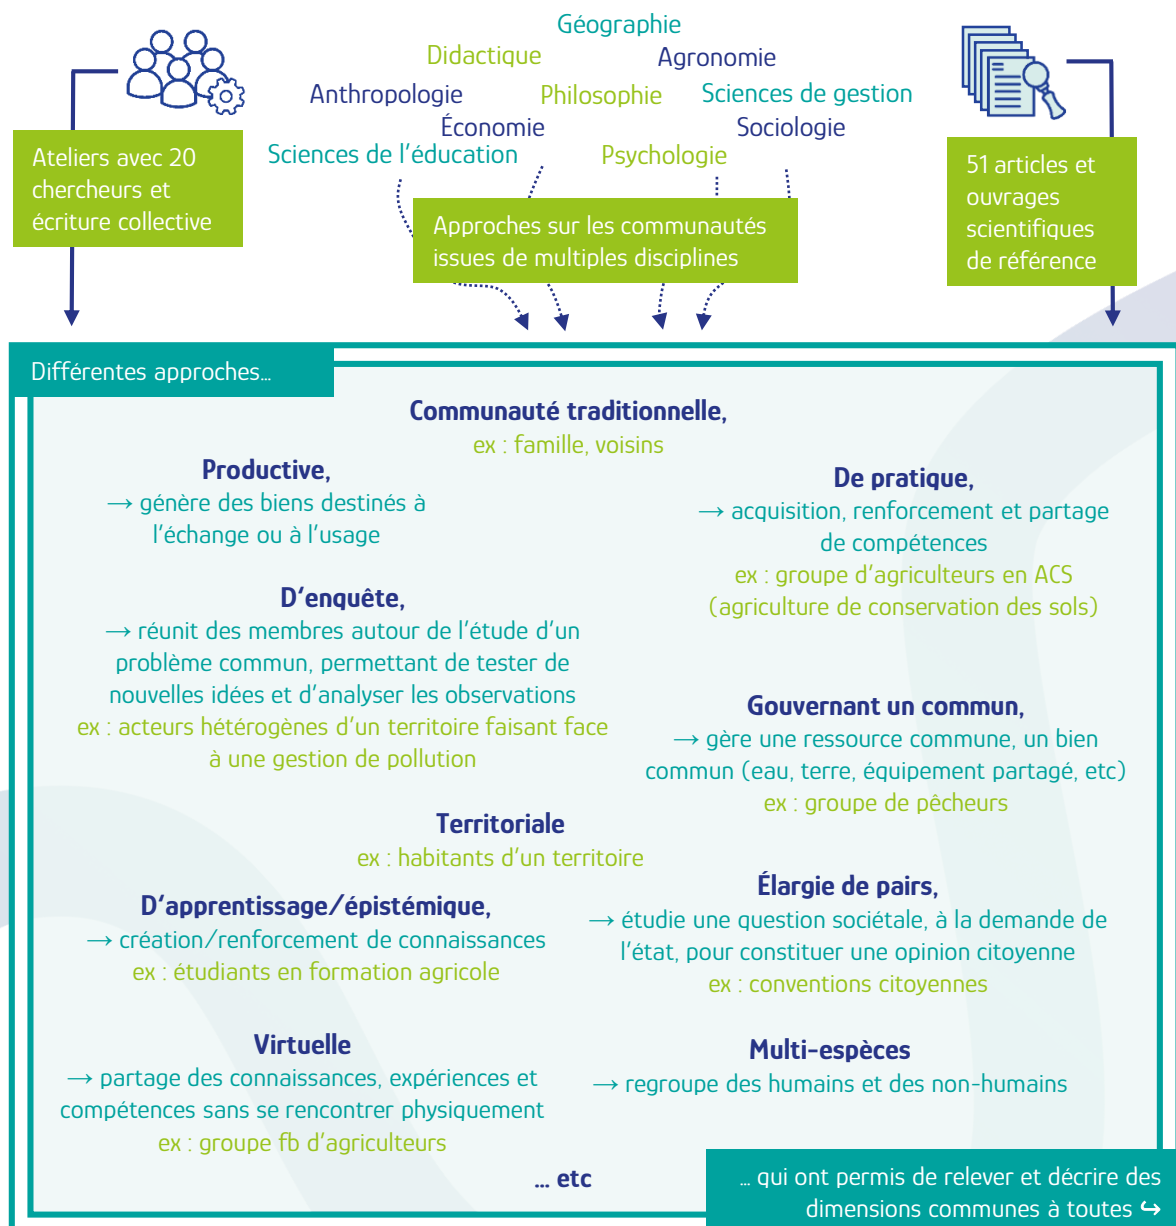 Géographie
Didactique
Agronomie
Anthropologie
Philosophie
Sciences de gestion
Économie
Sociologie
Sciences de l'éducation
Psychologie
Ateliers avec 20
chercheurs et
écriture collective
Approches sur les communautés
issues de multiples disciplines
51 articles et
ouvrages
scientifiques
de référence
Différentes approches...
Communauté traditionnelle,
ex : famille, voisins
Productive,
→ génère des biens destinés à
l'échange ou à l'usage
De pratique,
→ acquisition, renforcement et partage
de compétences
ex : groupe d'agriculteurs en ACS
(agriculture de conservation des sols)
D'enquête,
→ réunit des membres autour de l'étude d'un
problème commun, permettant de tester de
nouvelles idées et d'analyser les observations
ex : acteurs hétérogènes d'un territoire faisant face
à une gestion de pollution
Gouvernant un commun,
→ gère une ressource commune, un bien
commun (eau, terre, équipement partagé, etc)
ex : groupe de pêcheurs
Territoriale
ex : habitants d'un territoire
D'apprentissage/épistémique,
→ création/renforcement de connaissances
ex : étudiants en formation agricole
Élargie de pairs,
→ étudie une question sociétale, à la demande de
l'état, pour constituer une opinion citoyenne
ex : conventions citoyennes
Virtuelle
→ partage des connaissances, expériences et
compétences sans se rencontrer physiquement
ex : groupe fb d'agriculteurs
Multi-espèces
→ regroupe des humains et des non-humains
... etc
... qui ont permis de relever et décrire des
dimensions communes à toutes ↪